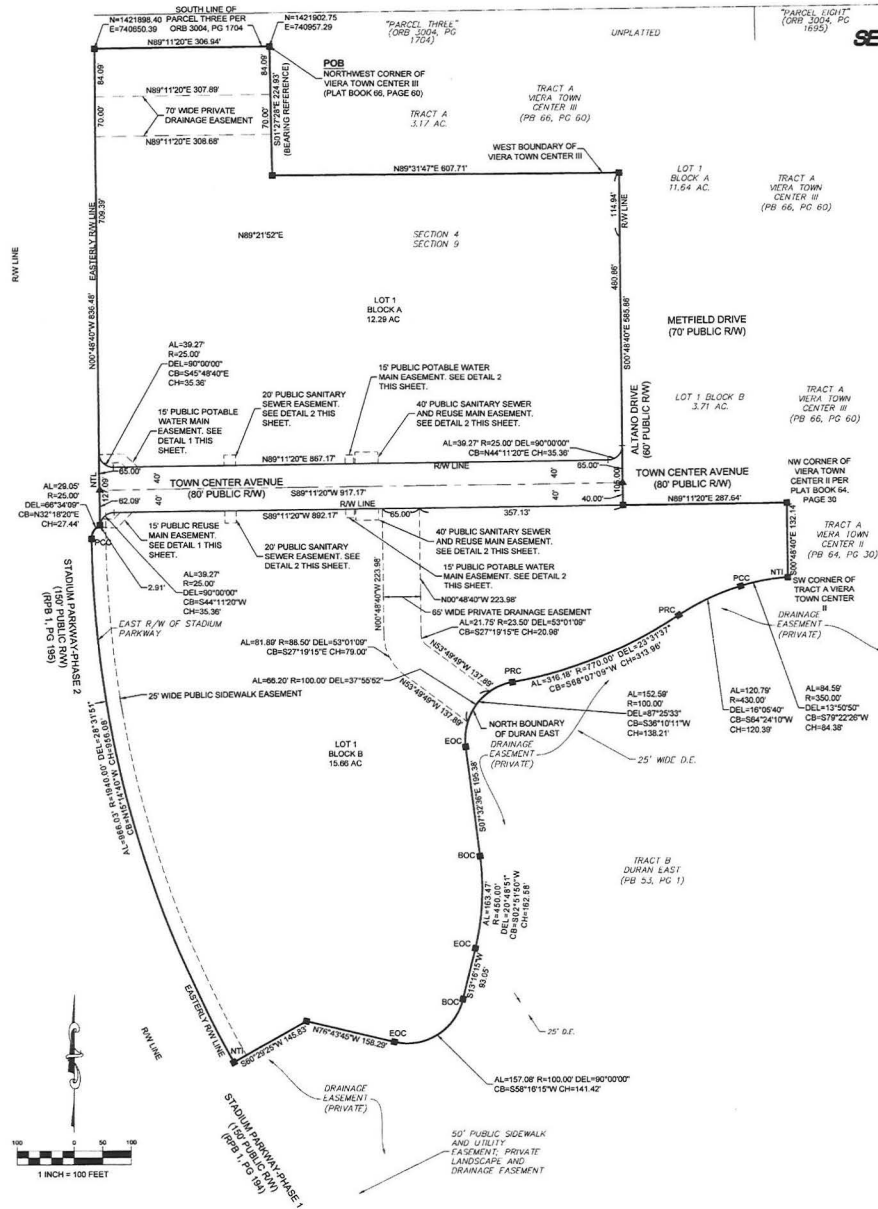 SOUTH LINE OF
PARCEL THREE PER
ORB 3004, PG 1704
N=1421898.40
E=740650.39
N=1421902.75
E=740957.29
"PARCEL THREE"
(ORB 3004, PG
1704)
UNPLATTED
"PARCEL EIGHT"
(ORB 3004, PG
1695)
SE
N89°11'20"E 306.94'
84.09'
84.09'
POB
NORTHWEST CORNER OF
VIERA TOWN CENTER III
(PLAT BOOK 66, PAGE 60)
N89°11'20"E 307.89'
70' WIDE PRIVATE
DRAINAGE EASEMENT
70.00'
70.00'
N89°11'20"E 308.68'
S01°27'28"E 224.93'
(BEARING REFERENCE)
TRACT A
3.17 AC.
TRACT A
VIERA TOWN
CENTER III
(PB 66, PG 60)
WEST BOUNDARY OF
VIERA TOWN CENTER III
N89°31'47"E 607.71'
LOT 1
BLOCK A
11.64 AC.
TRACT A
VIERA TOWN
CENTER III
(PB 66, PG 60)
114.94'
R/W LINE
R/W LINE
EASTERLY R/W LINE
709.39'
N00°48'40"W 836.48'
N89°21'52"E
SECTION 4
SECTION 9
480.86'
S00°48'40"E 585.86'
LOT 1
BLOCK A
12.29 AC
METFIELD DRIVE
(70' PUBLIC R/W)
AL=39.27'
R=25.00'
DEL=90°00'00"
CB=S45°48'40"E
CH=35.36'
15' PUBLIC POTABLE
WATER MAIN
EASEMENT. SEE
DETAIL 1 THIS
SHEET.
20' PUBLIC SANITARY
SEWER EASEMENT.
SEE DETAIL 2 THIS
SHEET.
15' PUBLIC POTABLE WATER
MAIN EASEMENT. SEE DETAIL 2
THIS SHEET.
40' PUBLIC SANITARY SEWER
AND REUSE MAIN EASEMENT.
SEE DETAIL 2 THIS SHEET.
LOT 1 BLOCK B
3.71 AC.
TRACT A
VIERA TOWN
CENTER III
(PB 66, PG 60)
ALTANO DRIVE
(60' PUBLIC R/W)
AL=39.27' R=25.00' DEL=90°00'00"
CB=N44°11'20"E CH=35.36'
N89°11'20"E 867.17'
R/W LINE
65.00'
65.00'
NTL
127.09'
62.09'
40'
40'
40'
40'
105.00'
40.00'
TOWN CENTER AVENUE
(80' PUBLIC R/W)
S89°11'20"W 917.17'
R/W LINE
S89°11'20"W 892.17'
65.00'
357.13'
TOWN CENTER AVENUE
(80' PUBLIC R/W)
N89°11'20"E 287.64'
NW CORNER
OF VIERA
TOWN
CENTER II PER
PLAT BOOK 64,
PAGE 30
S00°48'40"E 132.14'
TRACT A
VIERA TOWN
CENTER II
(PB 64, PG 30)
AL=29.05'
R=25.00'
DEL=66°34'09"
CB=N32°18'20"E
CH=27.44'
PCC
2.91'
15' PUBLIC REUSE
MAIN EASEMENT.
SEE DETAIL 1 THIS
SHEET.
AL=39.27'
R=25.00'
DEL=90°00'00"
CB=S44°11'20"W
CH=35.36'
20' PUBLIC SANITARY
SEWER EASEMENT. SEE
DETAIL 2 THIS SHEET.
40' PUBLIC SANITARY SEWER
AND REUSE MAIN EASEMENT.
SEE DETAIL 2 THIS SHEET.
15' PUBLIC POTABLE WATER
MAIN EASEMENT. SEE DETAIL
2 THIS SHEET.
N00°48'40"W 223.98'
N00°48'40"W 223.98'
65' WIDE PRIVATE DRAINAGE EASEMENT
AL=21.75' R=23.50' DEL=53°01'09"
CB=S27°19'15"E CH=20.98'
AL=81.89' R=88.50' DEL=53°01'09"
CB=S27°19'15"E CH=79.00'
AL=66.20' R=100.00' DEL=37°55'52"
N53°49'49"W 137.89'
N53°49'49"W 137.89'
NTI
SW CORNER OF
TRACT A VIERA
TOWN CENTER
II
PCC
PRC
DRAINAGE
EASEMENT
(PRIVATE)
PRC
AL=316.18' R=770.00' DEL=23°31'37"
CB=S68°07'09"W CH=313.96'
AL=152.59'
R=100.00'
DEL=87°25'33"
CB=S36°10'11"W
CH=138.21'
AL=120.79'
R=430.00'
DEL=16°05'40"
CB=S64°24'10"W
CH=120.39'
AL=84.59'
R=350.00'
DEL=13°50'50"
CB=S79°22'26"W
CH=84.38'
NORTH BOUNDARY
OF DURAN EAST
DRAINAGE
EASEMENT
(PRIVATE)
25' WIDE D.E.
STADIUM PARKWAY-PHASE 2
(150' PUBLIC R/W)
(RPB 1, PG 195)
EAST R/W OF STADIUM
PARKWAY
25' WIDE PUBLIC SIDEWALK EASEMENT
AL=966.03' R=1940.00' DEL=28°31'51"
CB=N15°14'40"W CH=956.08'
LOT 1
BLOCK B
15.66 AC
EOC
S07°32'36"E 195.38'
BOC
AL=163.47'
R=450.00'
DEL=20°48'51"
CB=S02°51'50"W
CH=162.58'
TRACT B
DURAN EAST
(PB 53, PG 1)
EOC
S13°16'15"W
93.05'
BOC
25' D.E.
EASTERLY R/W LINE
R/W LINE
NTI
S60°29'25"W 145.83'
N76°43'45"W 158.29'
EOC
AL=157.08' R=100.00' DEL=90°00'00"
CB=S58°16'15"W CH=141.42'
DRAINAGE
EASEMENT
(PRIVATE)
STADIUM PARKWAY-PHASE 1
(150' PUBLIC R/W)
(RPB 1, PG 194)
50' PUBLIC SIDEWALK
AND UTILITY
EASEMENT; PRIVATE
LANDSCAPE AND
DRAINAGE EASEMENT
100 0 50 100
1 INCH = 100 FEET